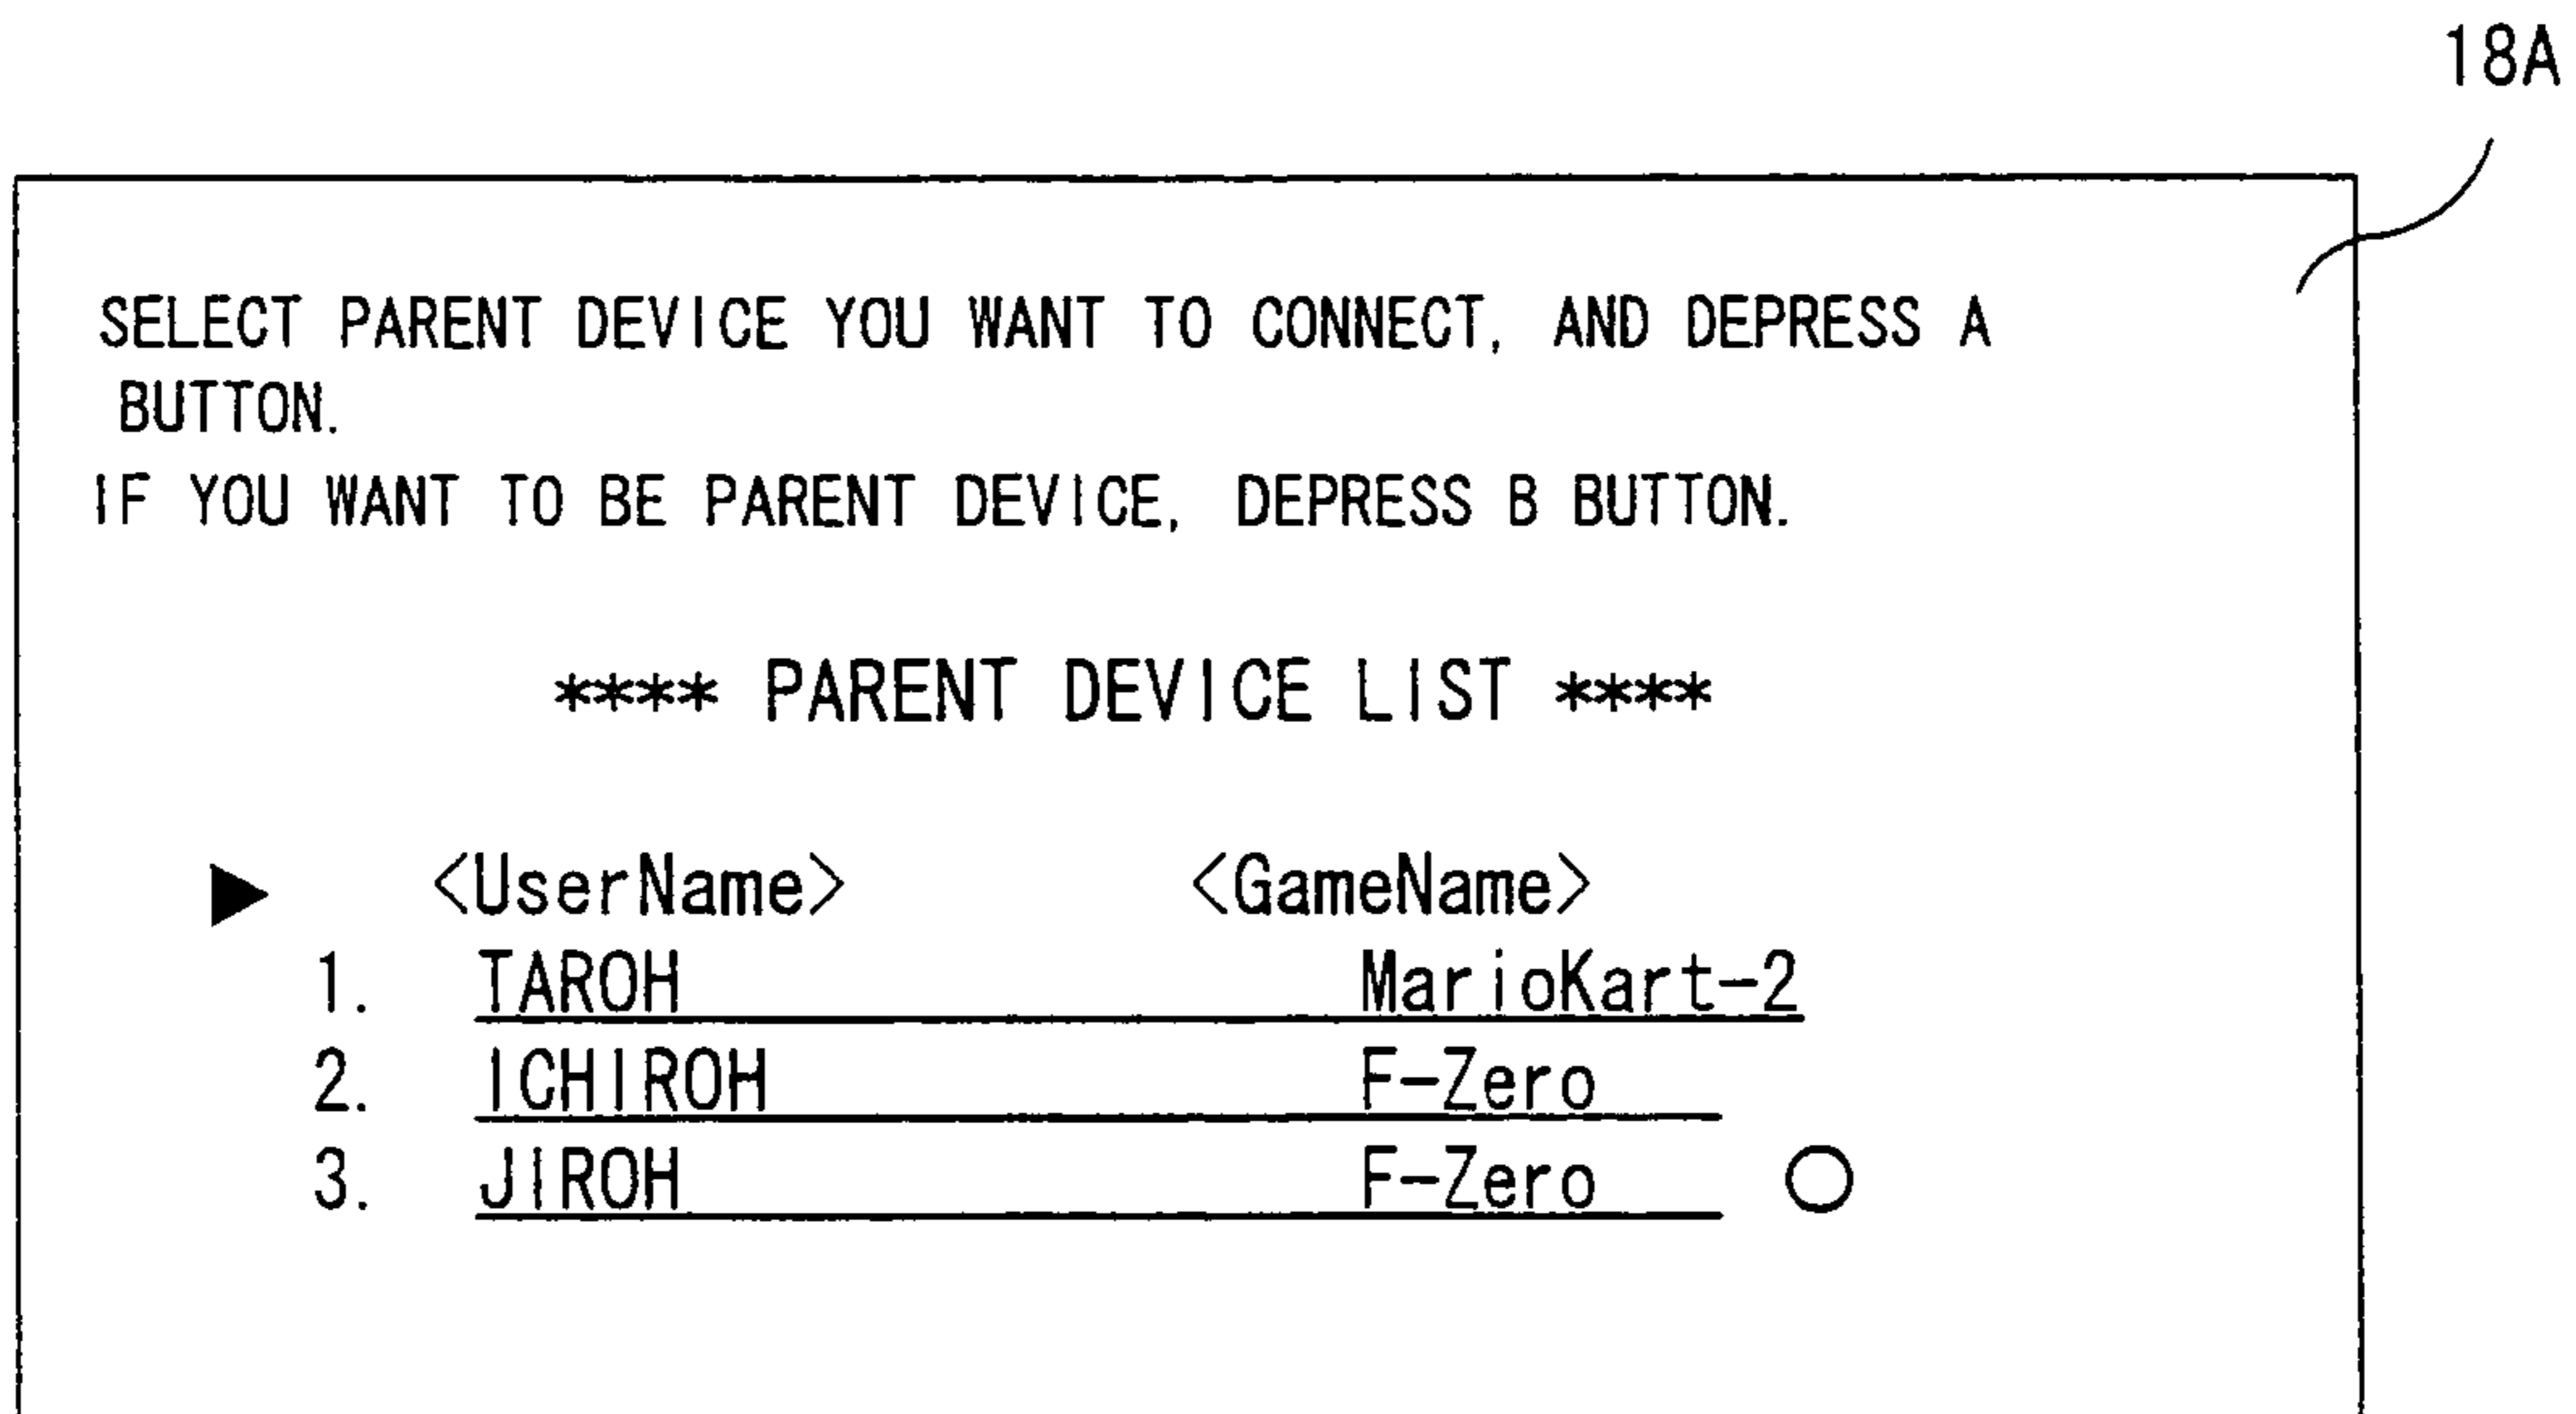 18A
SELECT PARENT DEVICE YOU WANT TO CONNECT, AND DEPRESS A
BUTTON.
IF YOU WANT TO BE PARENT DEVICE, DEPRESS B BUTTON.
**** PARENT DEVICE LIST ****
▶ <UserName> <GameName>
1. TAROH MarioKart-2
2. ICHIROH F-Zero
3. JIROH F-Zero ○